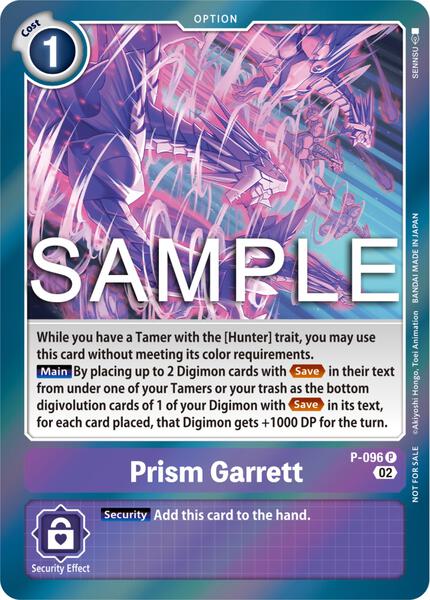 OPTION
Cost
1
SENNSU
SAMPLE
While you have a Tamer with the [Hunter] trait, you may use
this card without meeting its color requirements.
Main By placing up to 2 Digimon cards with Save in their text
from under one of your Tamers or your trash as the bottom
digivolution cards of 1 of your Digimon with Save in its text,
for each card placed, that Digimon gets +1000 DP for the turn.
P-096 P
Prism Garrett
02
Security Add this card to the hand.
Security Effect
©Akiyoshi Hongo, Toei Animation BANDAI MADE IN JAPAN
NOT FOR SALE